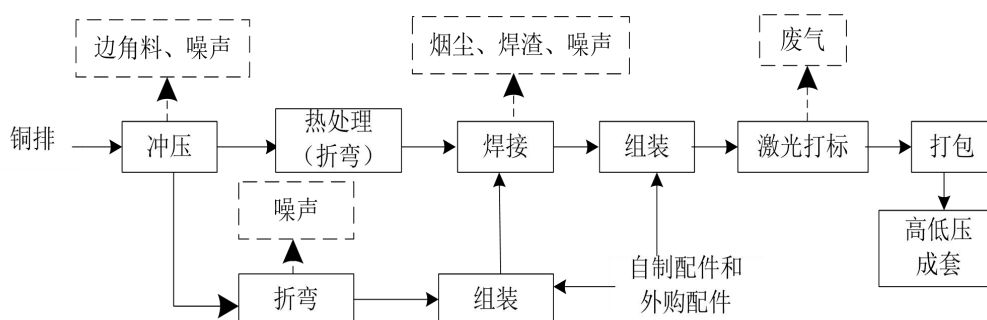 边角料、噪声
烟尘、焊渣、噪声
废气
铜排
冲压
热处理
（折弯）
焊接
组装
激光打标
打包
噪声
高低压
成套
折弯
组装
自制配件和
外购配件